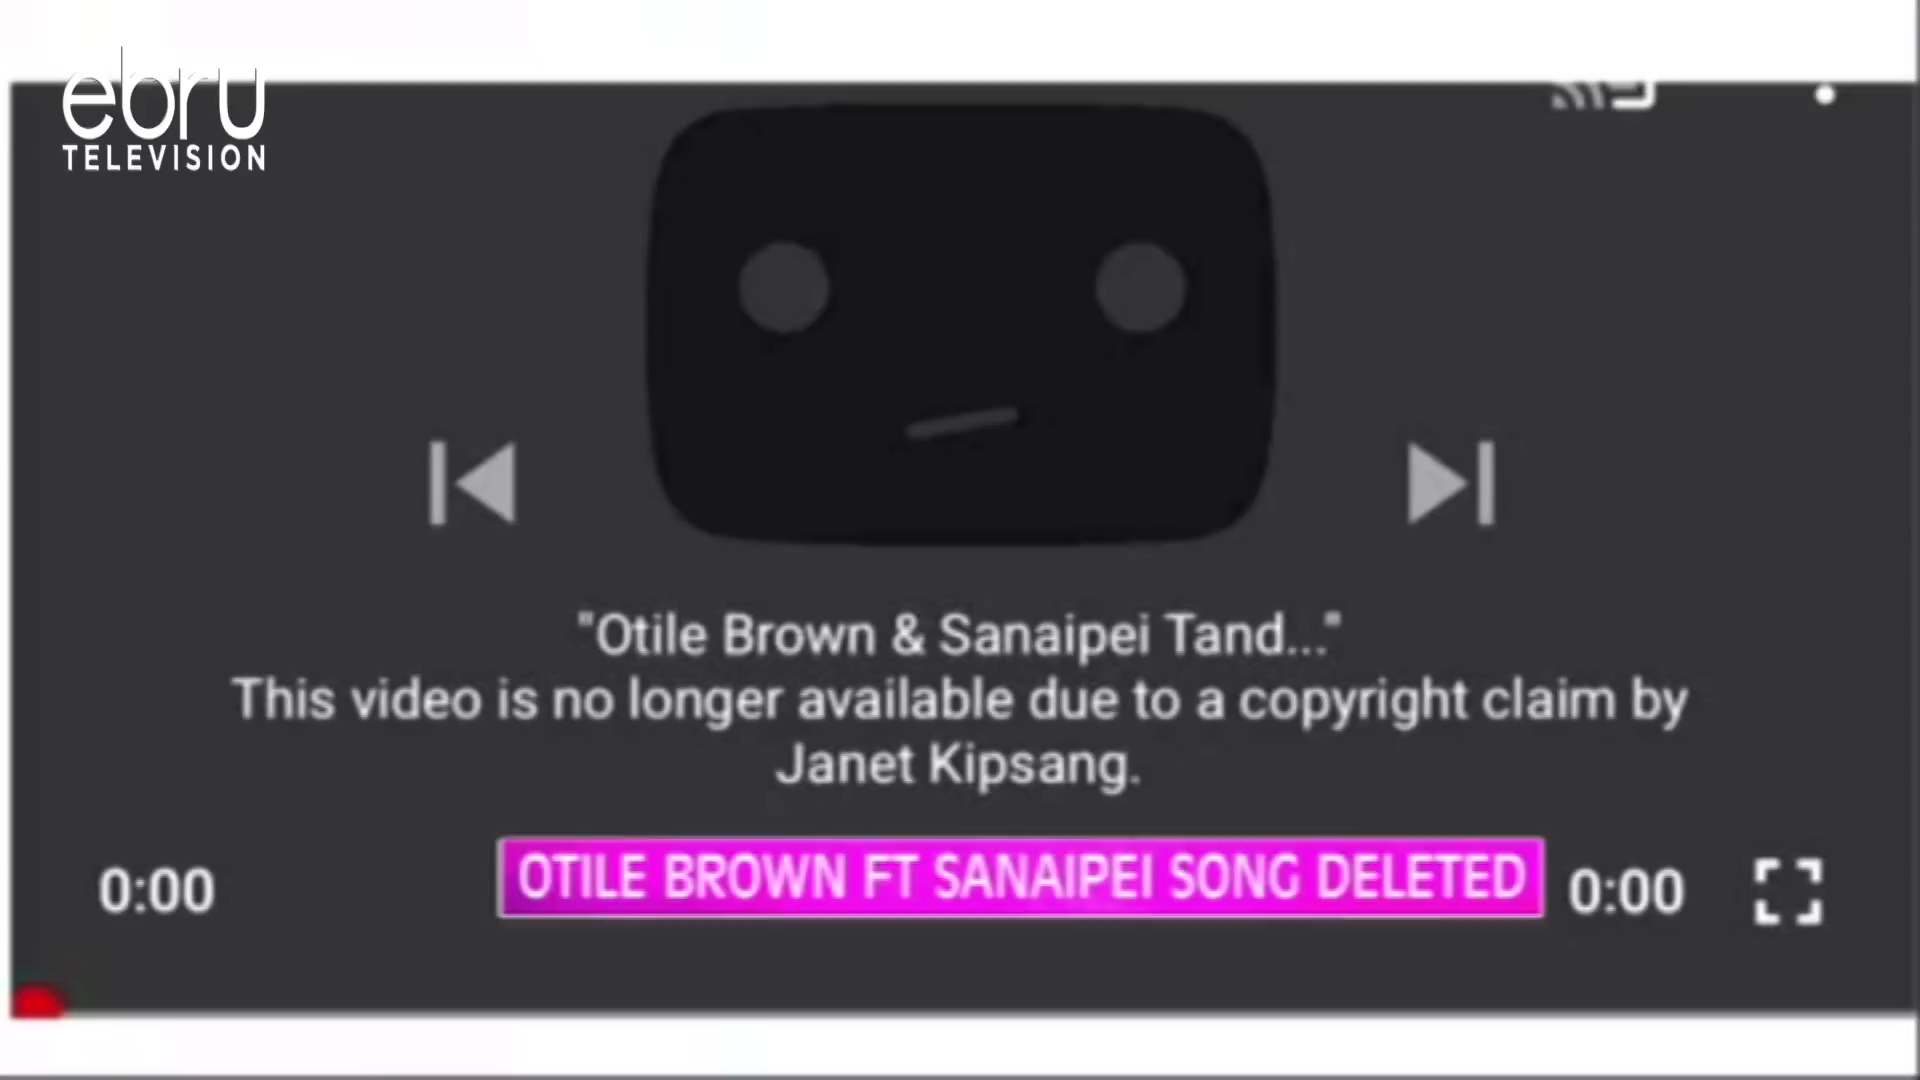 ebru
TELEVISION
"Otile Brown & Sanaipei Tand..."
This video is no longer available due to a copyright claim by
Janet Kipsang.
0:00
OTILE BROWN FT SANAIPEI SONG DELETED
0:00